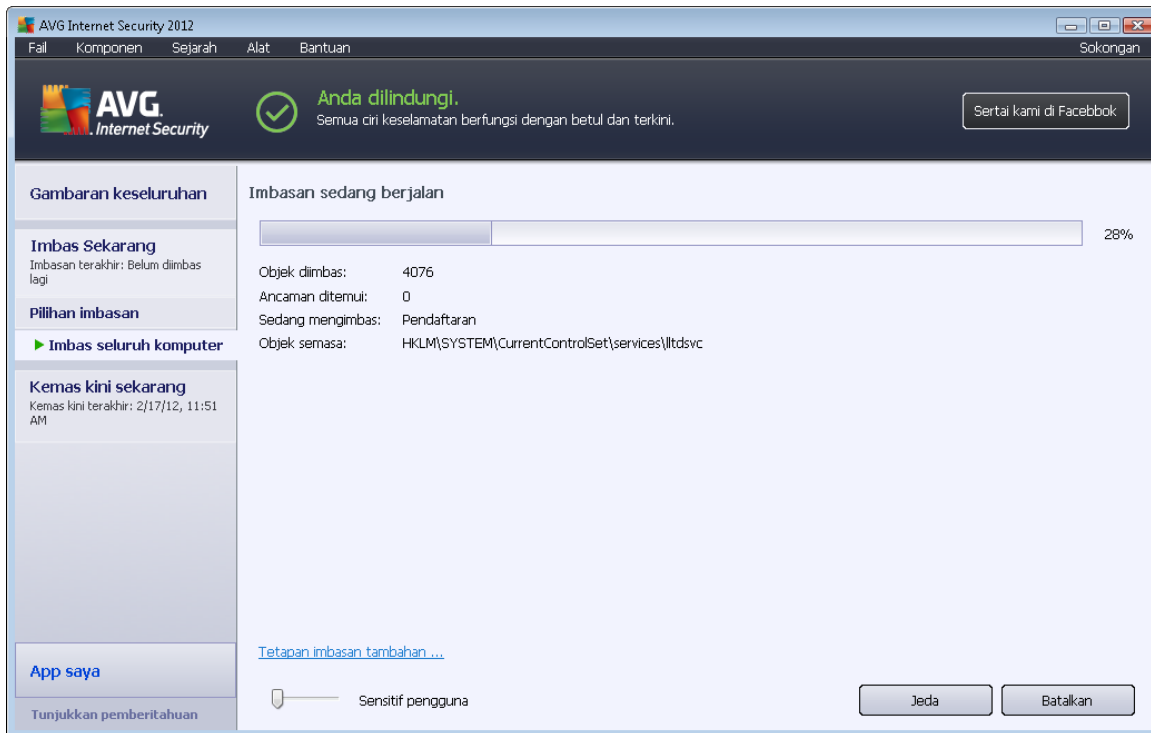 AVG Internet Security 2012
Fail Komponen Sejarah Alat Bantuan Sokongan
AVG.
Internet Security
Anda dilindungi.
Semua ciri keselamatan berfungsi dengan betul dan terkini.
Sertai kami di Facebbok
Gambaran keseluruhan
Imbas Sekarang
Imbasan terakhir: Belum diimbas
lagi
Pilihan imbasan
Imbas seluruh komputer
Kemas kini sekarang
Kemas kini terakhir: 2/17/12, 11:51
AM
App saya
Tunjukkan pemberitahuan
Imbasan sedang berjalan
28%
Objek diimbas: 4076
Ancaman ditemui: 0
Sedang mengimbas: Pendaftaran
Objek semasa: HKLM\SYSTEM\CurrentControlSet\services\lltdsvc
Tetapan imbasan tambahan ...
Sensitif pengguna
Jeda
Batalkan